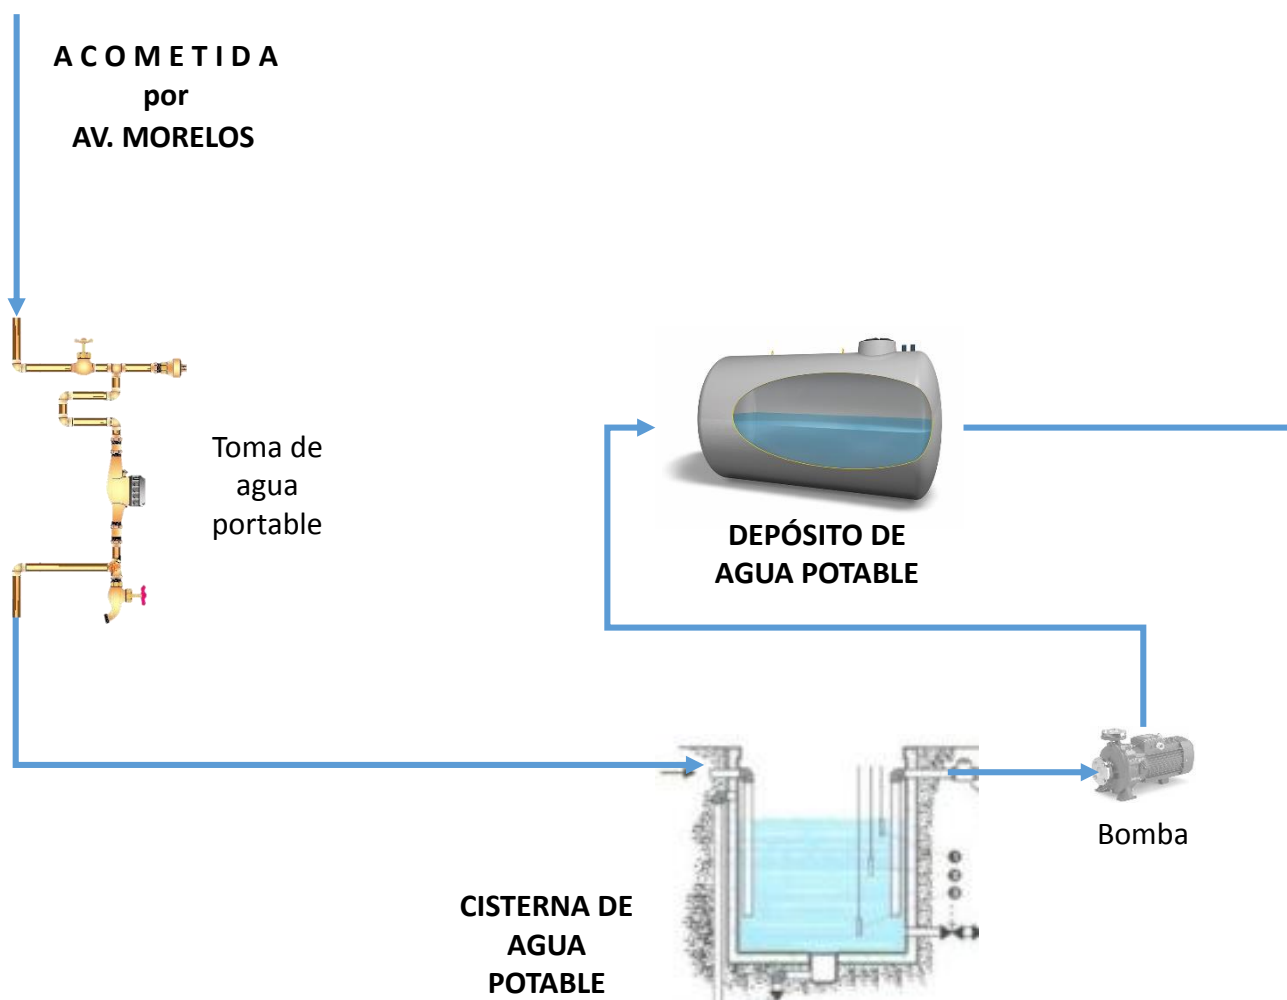 A C O M E T I D A
por
AV. MORELOS
Toma de
agua
portable
DEPÓSITO DE
AGUA POTABLE
Bomba
CISTERNA DE
AGUA
POTABLE